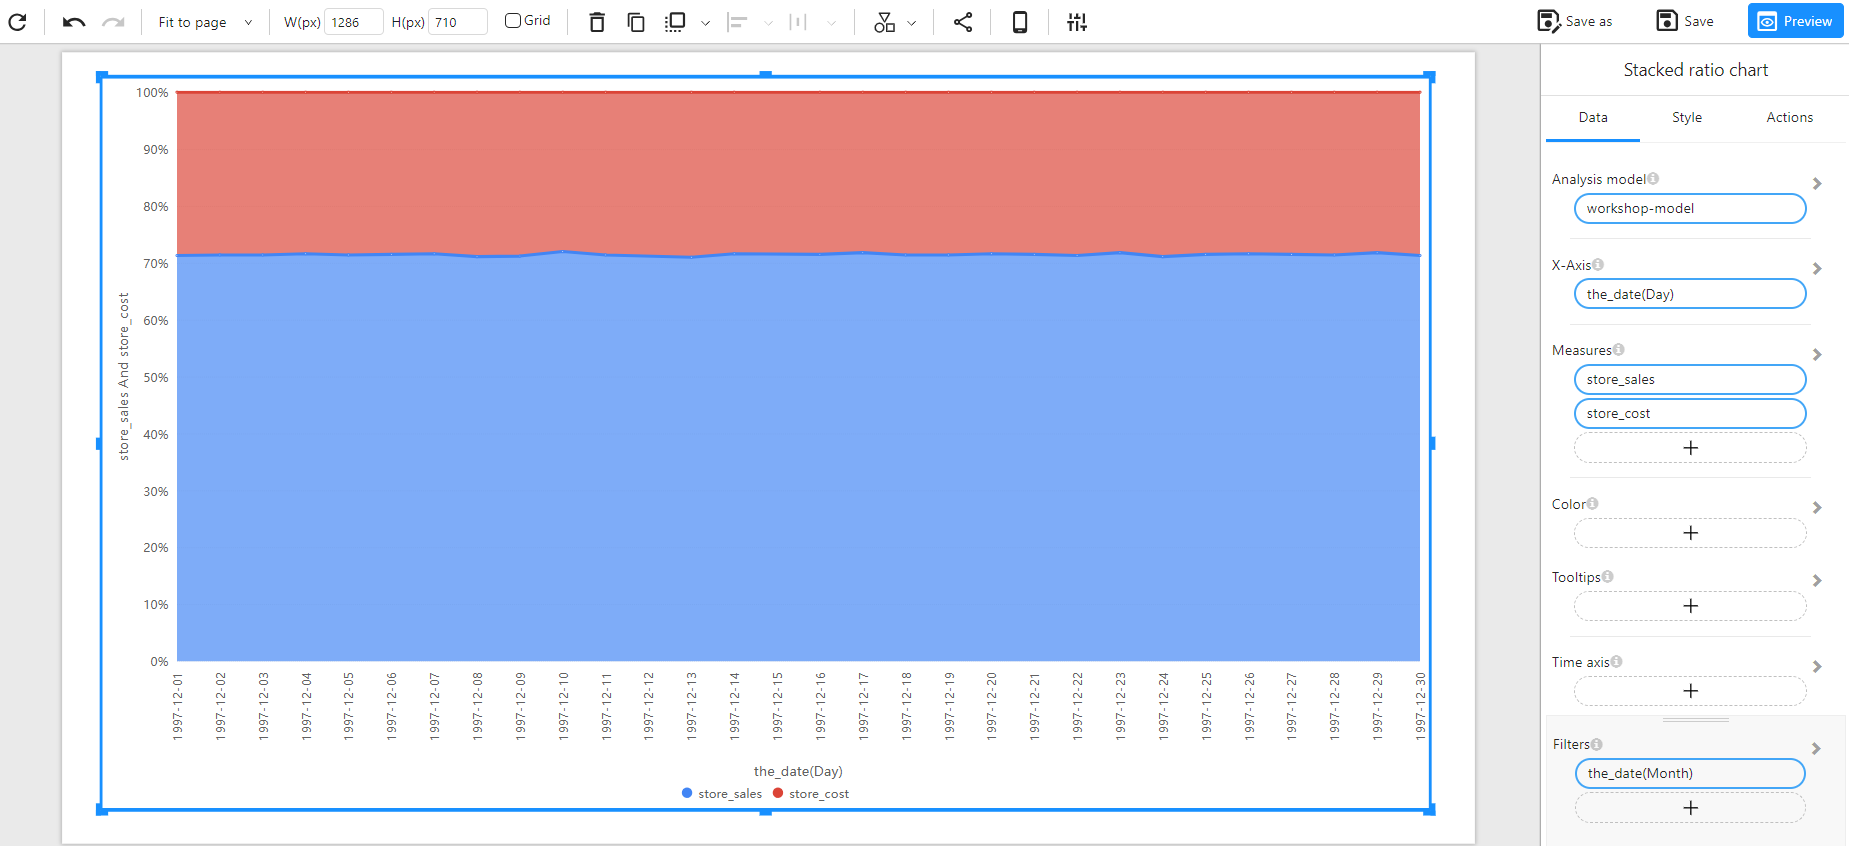 Fit to page W(px) 1286 H(px) 710 Grid Save as Save Preview
Stacked ratio chart
Data Style Actions
Analysis model
workshop-model
X-Axis
the_date(Day)
Measures
store_sales
store_cost
Color
Tooltips
Time axis
Filters
the_date(Month)
100%
90%
80%
70%
60%
50%
40%
30%
20%
10%
0%
store_sales And store_cost
1997-12-01
1997-12-02
1997-12-03
1997-12-04
1997-12-05
1997-12-06
1997-12-07
1997-12-08
1997-12-09
1997-12-10
1997-12-11
1997-12-12
1997-12-13
1997-12-14
1997-12-15
1997-12-16
1997-12-17
1997-12-18
1997-12-19
1997-12-20
1997-12-21
1997-12-22
1997-12-23
1997-12-24
1997-12-25
1997-12-26
1997-12-27
1997-12-28
1997-12-29
1997-12-30
the_date(Day)
store_sales store_cost